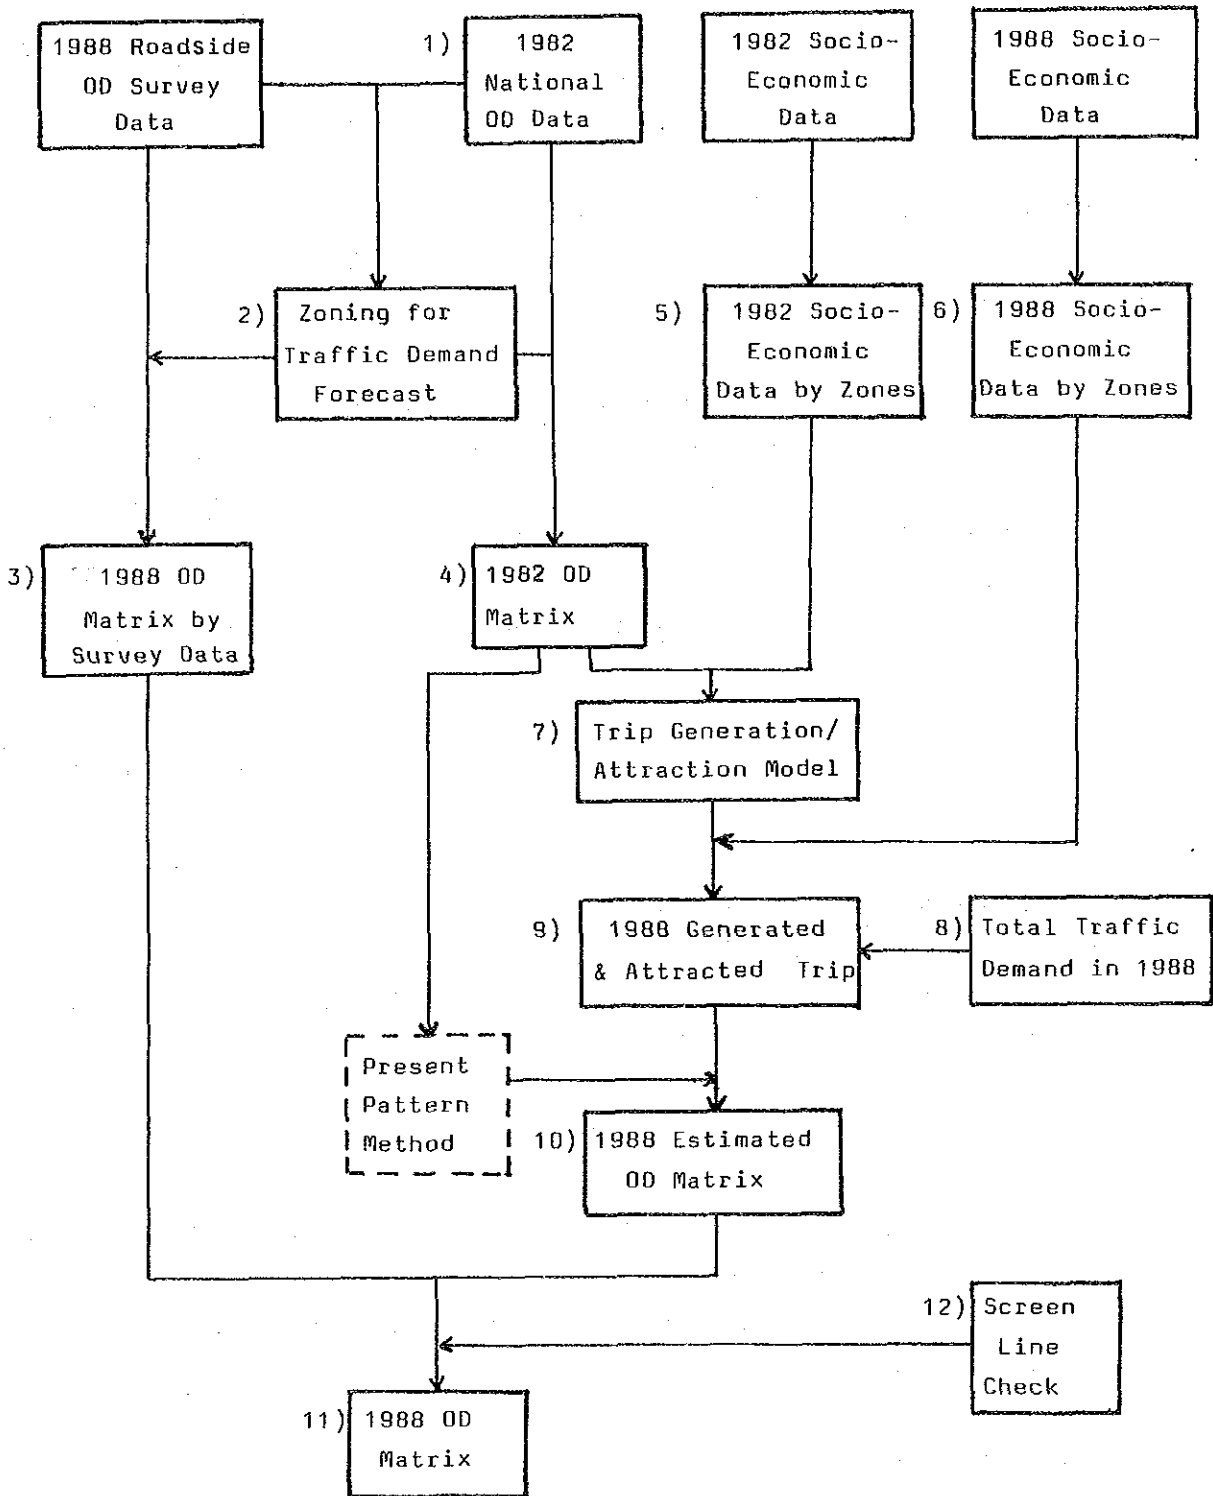 1988 Roadside
OD Survey
Data
1)
1982
National
OD Data
1982 Socio-
Economic
Data
1988 Socio-
Economic
Data
2)
Zoning for
Traffic Demand
Forecast
5)
1982 Socio-
Economic
Data by Zones
6)
1988 Socio-
Economic
Data by Zones
3)
1988 OD
Matrix by
Survey Data
4)
1982 OD
Matrix
7)
Trip Generation/
Attraction Model
9)
1988 Generated
& Attracted Trip
8)
Total Traffic
Demand in 1988
Present
Pattern
Method
10)
1988 Estimated
OD Matrix
12)
Screen
Line
Check
11)
1988 OD
Matrix